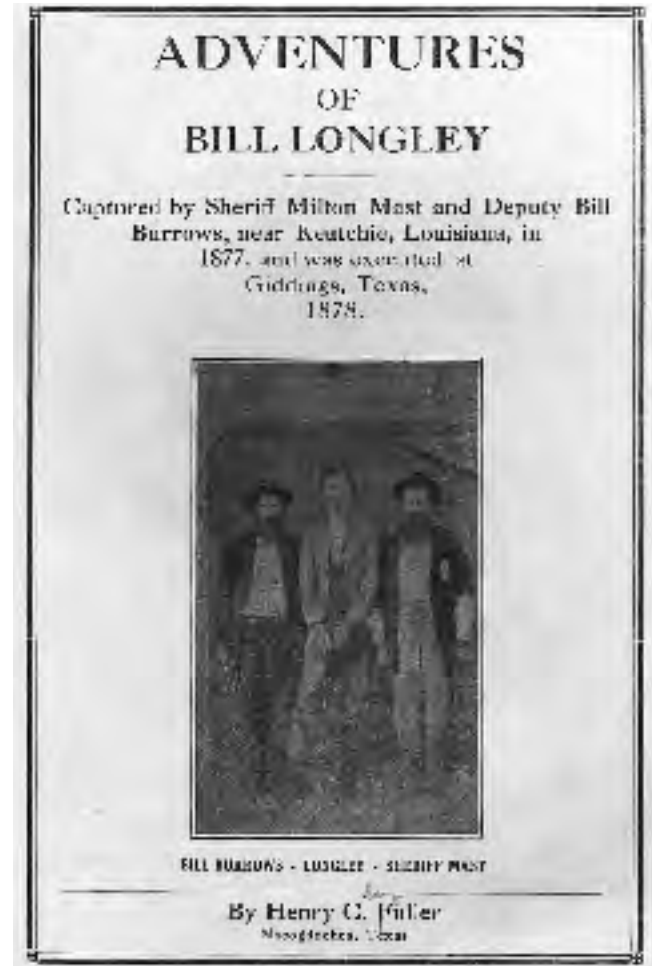 ADVENTURES
OF
BILL LONGLEY
Captured by Sheriff Milton Mast and Deputy Bill
Burrows, near Keatchie, Louisiana, in
1877, and was executed at
Giddings, Texas,
1878.
BILL BURROWS - LONGLEY - SHERIFF MAST
By Henry C. Fuller
Nacogdoches, Texas